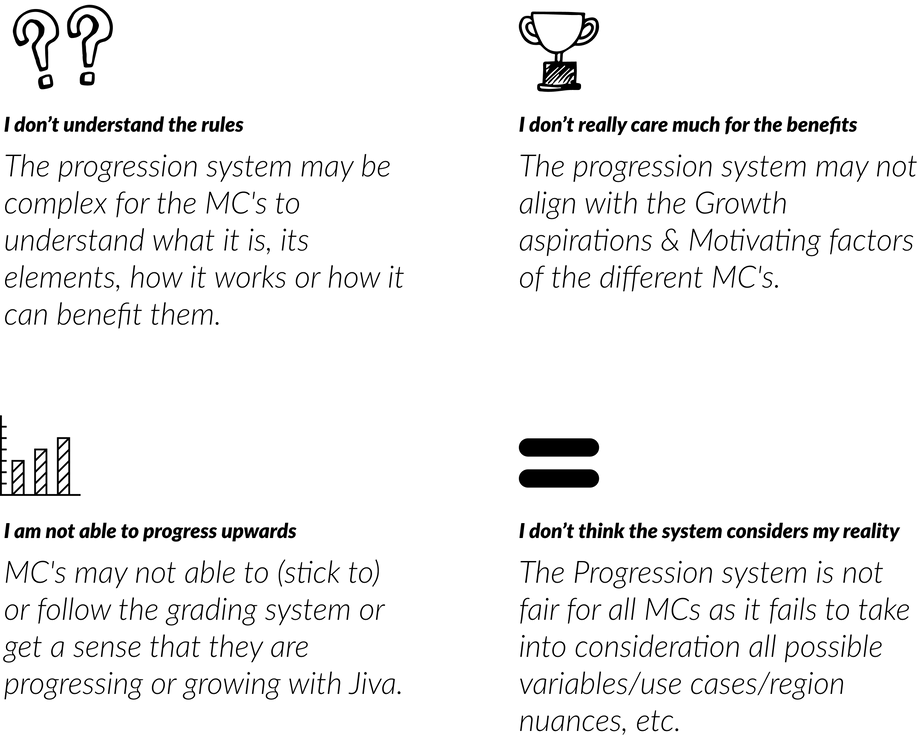 I don’t understand the rules
The progression system may be
complex for the MC's to
understand what it is, its
elements, how it works or how it
can benefit them.
I don’t really care much for the benefits
The progression system may not
align with the Growth
aspirations & Motivating factors
of the different MC's.
I am not able to progress upwards
MC's may not able to (stick to)
or follow the grading system or
get a sense that they are
progressing or growing with Jiva.
I don’t think the system considers my reality
The Progression system is not
fair for all MCs as it fails to take
into consideration all possible
variables/use cases/region
nuances, etc.